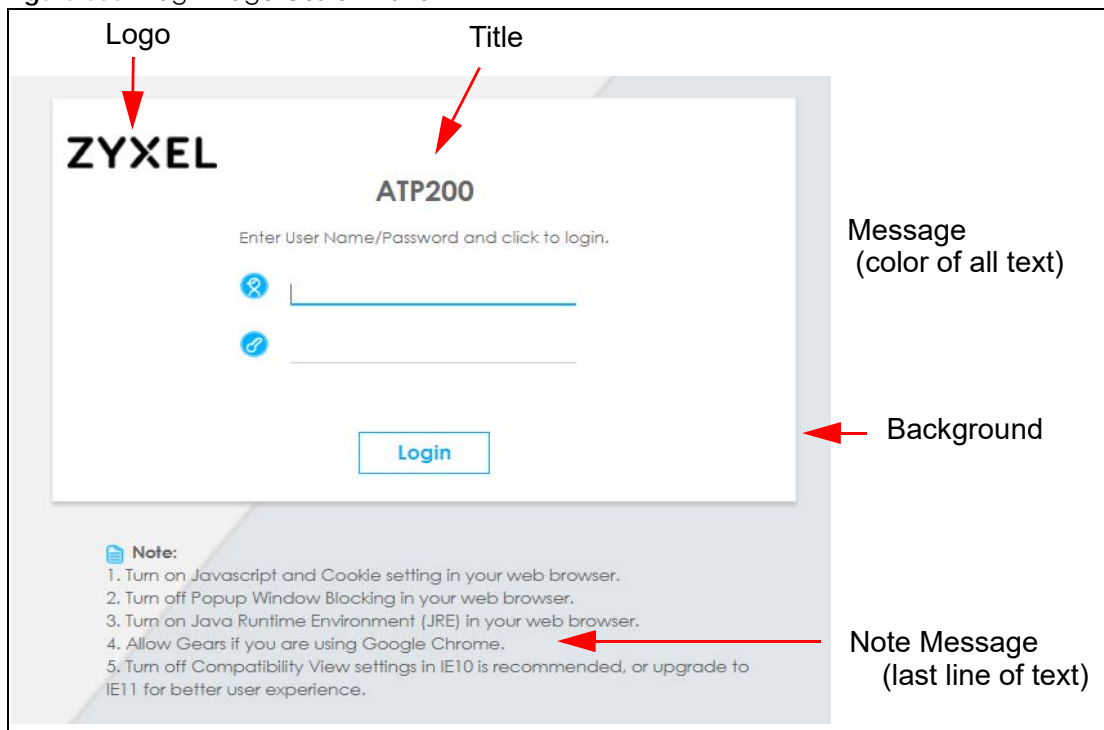 Logo
Title
ZYXEL
ATP200
Enter User Name/Password and click to login.
Message
(color of all text)
Login
Background
Note:
1. Turn on Javascript and Cookie setting in your web browser.
2. Turn off Popup Window Blocking in your web browser.
3. Turn on Java Runtime Environment (JRE) in your web browser.
4. Allow Gears if you are using Google Chrome.
5. Turn off Compatibility View settings in IE10 is recommended, or upgrade to
IE11 for better user experience.
Note Message
(last line of text)